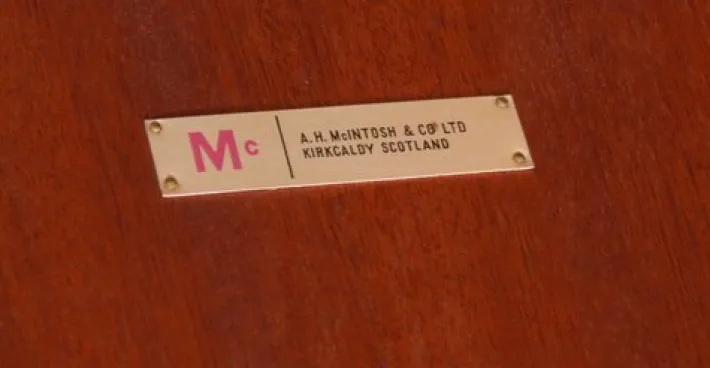 Mc
A.H. McINTOSH & CO LTD
KIRKCALDY SCOTLAND